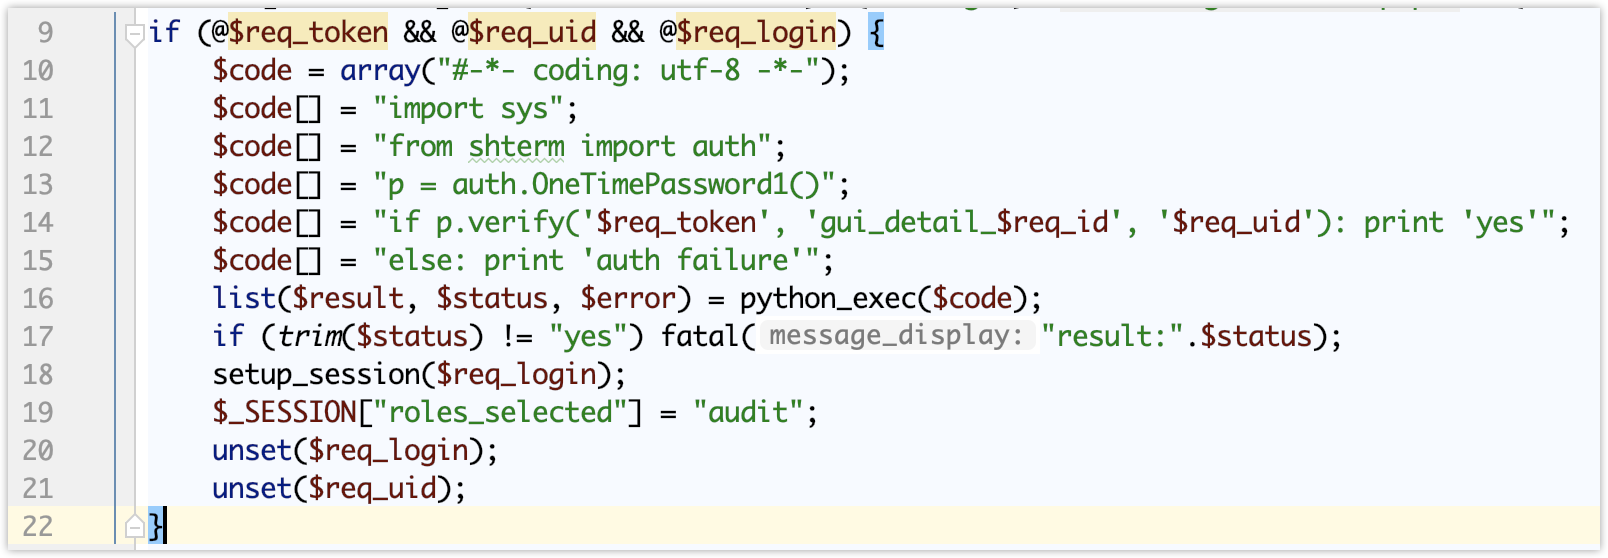 9 if (@$req_token && @$req_uid && @$req_login) {
10 $code = array("#-*- coding: utf-8 -*-");
11 $code[] = "import sys";
12 $code[] = "from shterm import auth";
13 $code[] = "p = auth.OneTimePassword1()";
14 $code[] = "if p.verify('$req_token', 'gui_detail_$req_id', '$req_uid'): print 'yes'";
15 $code[] = "else: print 'auth failure'";
16 list($result, $status, $error) = python_exec($code);
17 if (trim($status) != "yes") fatal( message_display: "result:".$status);
18 setup_session($req_login);
19 $_SESSION["roles_selected"] = "audit";
20 unset($req_login);
21 unset($req_uid);
22 }